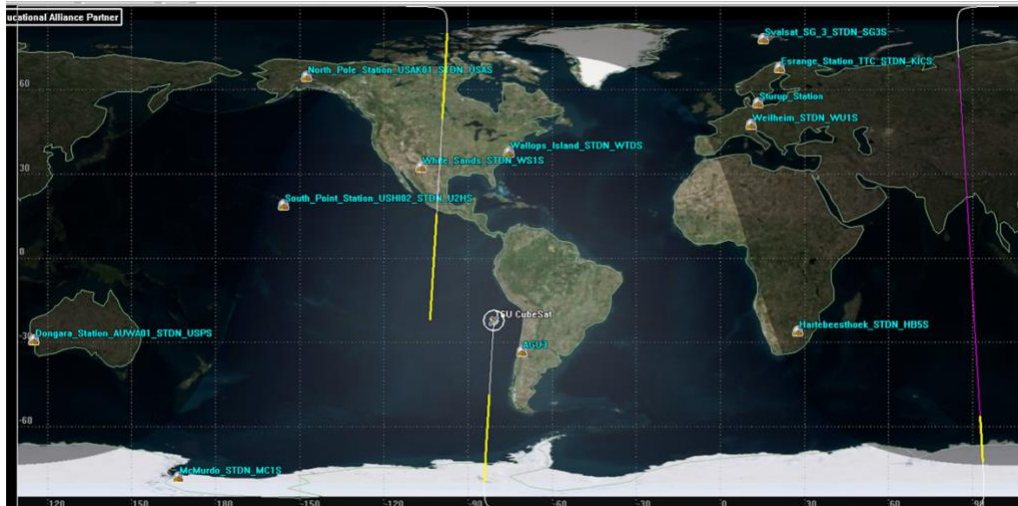 ucational Alliance Partner
Svalsat_SG_3_STDN_SG3S
Esrange_Station_TTC_STDN_KICS
North_Pole_Station_USAK01_STDN_USAS
60
Sturup_Station
Weilheim_STDN_WU1S
Wallops_Island_STDN_WTDS
White_Sands_STDN_WS1S
30
South_Point_Station_USHI02_STDN_U2HS
0
TSU CubeSat
Hartebeesthoek_STDN_HB5S
Dongara_Station_AUWA01_STDN_USPS
-30
AGU3
-60
McMurdo_STDN_MC1S
120 150 -180 -150 -120 -90 -60 -30 0 30 60 90